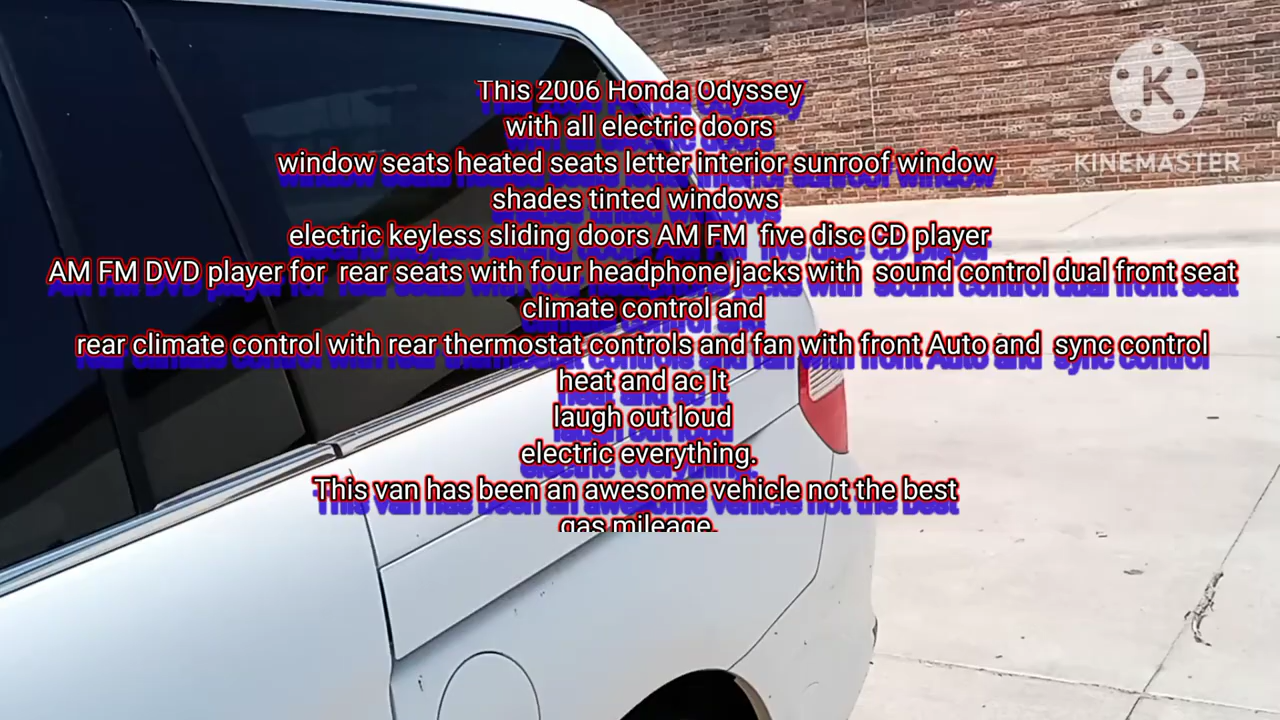 This 2006 Honda Odyssey
with all electric doors
window seats heated seats letter interior sunroof window
shades tinted windows
electric keyless sliding doors AM FM  five disc CD player
AM FM DVD player for  rear seats with four headphone jacks with  sound control dual front seat
climate control and
rear climate control with rear thermostat controls and fan with front Auto and  sync control
heat and ac It
laugh out loud
electric everything.
This van has been an awesome vehicle not the best
gas mileage.
K
KINEMASTER